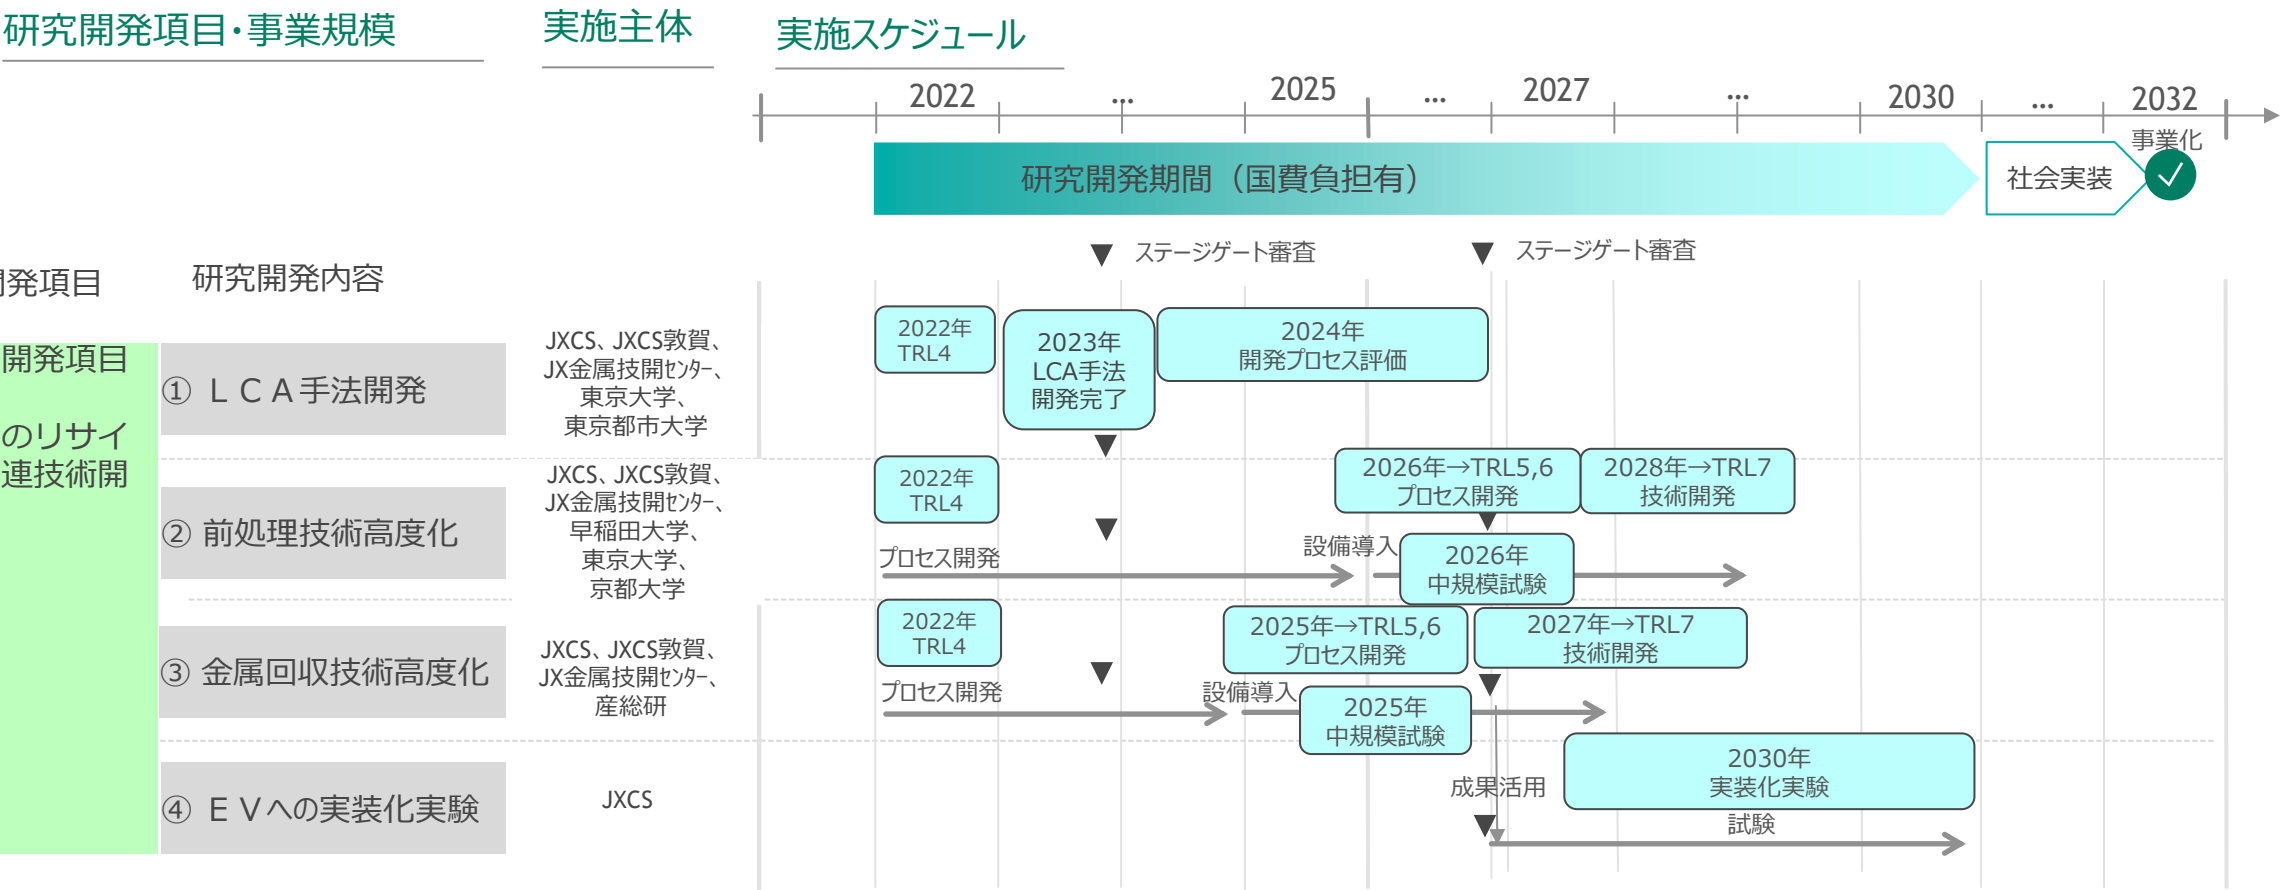 研究開発項目・事業規模
実施主体
実施スケジュール
2022
...
2025
...
2027
...
2030
...
2032
事業化
研究開発期間（国費負担有）
社会実装
ステージゲート審査
ステージゲート審査
発項目
研究開発内容
開発項目
のリサイ
連技術開
① ＬＣＡ手法開発
JXCS、JXCS敦賀、
JX金属技開ｾﾝﾀｰ、
東京大学、
東京都市大学
2022年
TRL4
2023年
LCA手法
開発完了
2024年
開発プロセス評価
② 前処理技術高度化
JXCS、JXCS敦賀、
JX金属技開ｾﾝﾀｰ、
早稲田大学、
東京大学、
京都大学
2022年
TRL4
プロセス開発
2026年→TRL5,6
プロセス開発
2028年→TRL7
技術開発
設備導入
2026年
中規模試験
③ 金属回収技術高度化
JXCS、JXCS敦賀、
JX金属技開ｾﾝﾀｰ、
産総研
2022年
TRL4
プロセス開発
2025年→TRL5,6
プロセス開発
2027年→TRL7
技術開発
設備導入
2025年
中規模試験
④ ＥＶへの実装化実験
JXCS
成果活用
2030年
実装化実験
試験